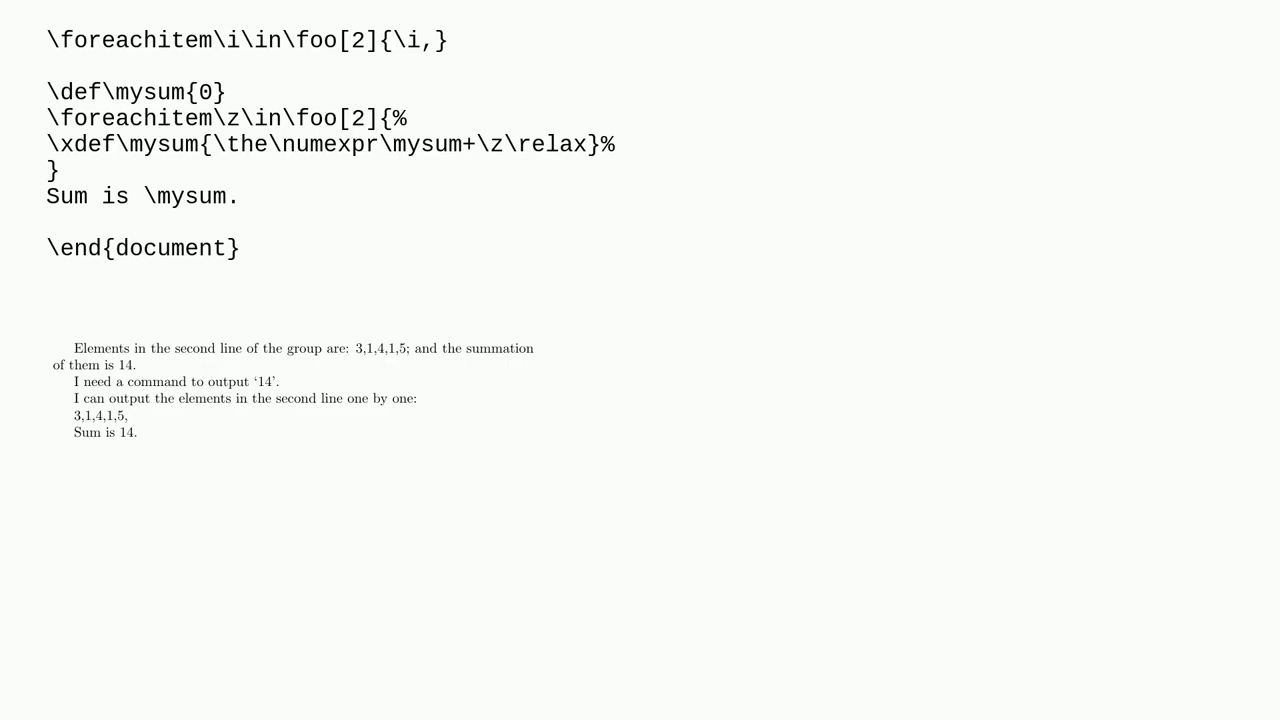 \foreachitem\i\in\foo[2]{\i,}
\def\mysum{0}
\foreachitem\z\in\foo[2]{%
\xdef\mysum{\the\numexpr\mysum+\z\relax}%
}
Sum is \mysum.
\end{document}
Elements in the second line of the group are: 3,1,4,1,5; and the summation
of them is 14.
I need a command to output ‘14’.
I can output the elements in the second line one by one:
3,1,4,1,5,
Sum is 14.